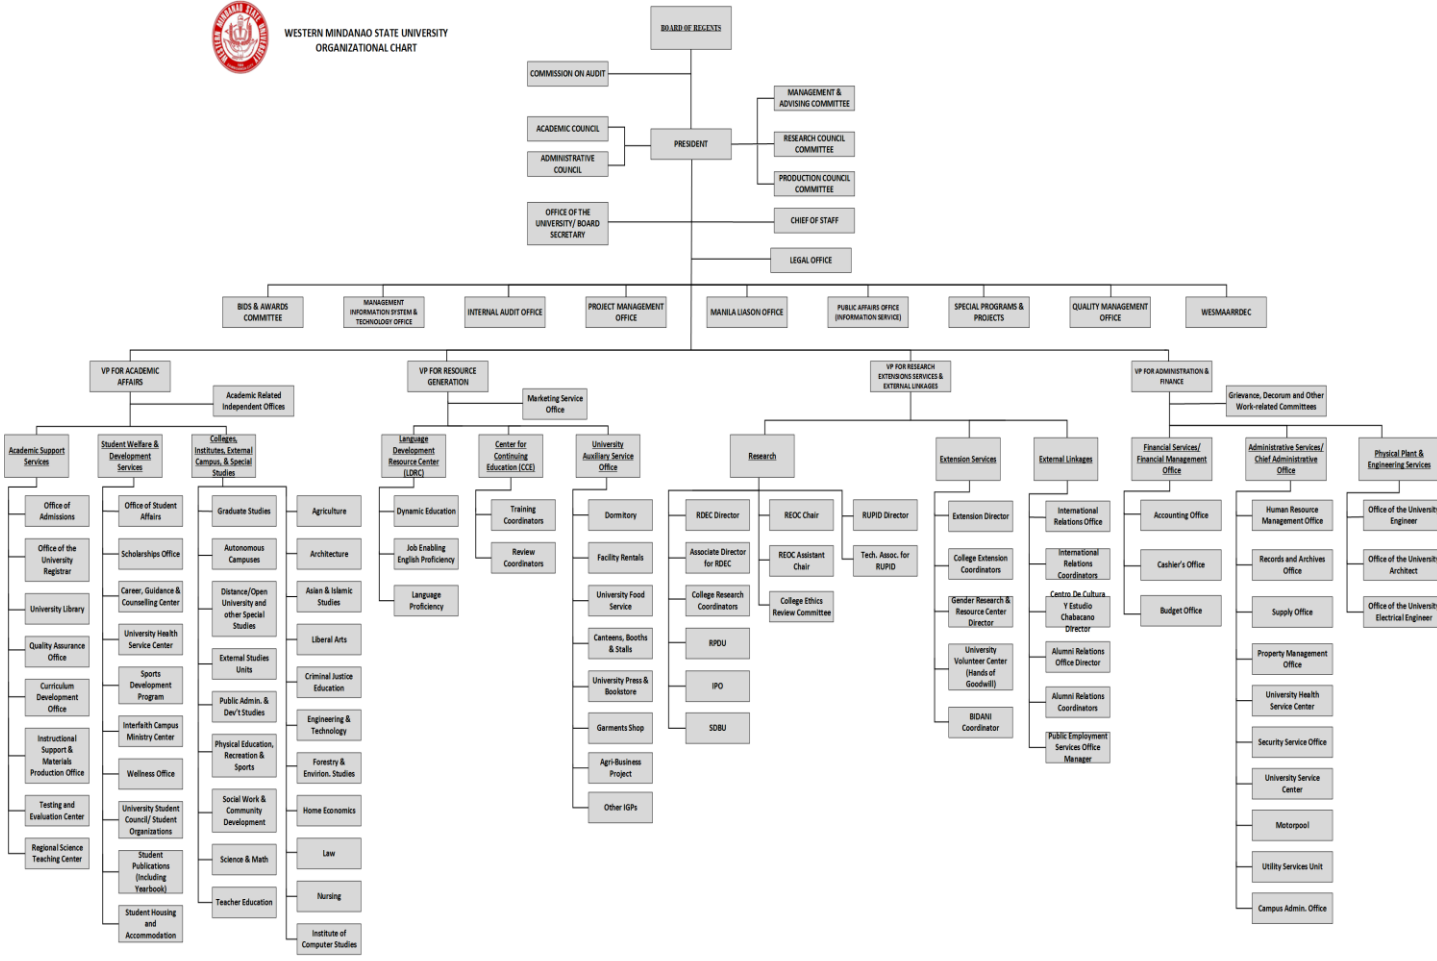 WESTERN MINDANAO STATE UNIVERSITY
WESTERN MINDANAO STATE UNIVERSITY
ORGANIZATIONAL CHART
BOARD OF REGENTS
COMMISSION ON AUDIT
MANAGEMENT &
ADVISING COMMITTEE
ACADEMIC COUNCIL
PRESIDENT
RESEARCH COUNCIL
COMMITTEE
ADMINISTRATIVE
COUNCIL
PRODUCTION COUNCIL
COMMITTEE
OFFICE OF THE
UNIVERSITY/ BOARD
SECRETARY
CHIEF OF STAFF
LEGAL OFFICE
BIDS & AWARDS
COMMITTEE
MANAGEMENT
INFORMATION SYSTEM &
TECHNOLOGY OFFICE
INTERNAL AUDIT OFFICE
PROJECT MANAGEMENT
OFFICE
MANILA LIASON OFFICE
PUBLIC AFFAIRS OFFICE
(INFORMATION SERVICE)
SPECIAL PROGRAMS &
PROJECTS
QUALITY MANAGEMENT
OFFICE
WESMAARRDEC
VP FOR ACADEMIC
AFFAIRS
VP FOR RESOURCE
GENERATION
VP FOR RESEARCH
EXTENSIONS SERVICES &
EXTERNAL LINKAGES
VP FOR ADMINISTRATION &
FINANCE
Academic Related
Independent Offices
Marketing Service
Office
Grievance, Decorum and Other
Work-related Committees
Academic Support
Services
Student Welfare &
Development
Services
Colleges,
Institutes, External
Campus, & Special
Studies
Language
Development
Resource Center
(LDRC)
Center for
Continuing
Education (CCE)
University
Auxiliary Service
Office
Research
Extension Services
External Linkages
Financial Services/
Financial Management
Office
Administrative Services/
Chief Administrative
Office
Physical Plant &
Engineering Services
Office of
Admissions
Office of the
University
Registrar
University Library
Quality Assurance
Office
Curriculum
Development
Office
Instructional
Support &
Materials
Production Office
Testing and
Evaluation Center
Regional Science
Teaching Center
Office of Student
Affairs
Scholarships Office
Career, Guidance &
Counselling Center
University Health
Service Center
Sports
Development
Program
Interfaith Campus
Ministry Center
Wellness Office
University Student
Council/ Student
Organizations
Student
Publications
(Including
Yearbook)
Student Housing
and
Accommodation
Graduate Studies
Autonomous
Campuses
Distance/Open
University and
other Special
Studies
External Studies
Units
Public Admin. &
Dev't Studies
Physical Education,
Recreation &
Sports
Social Work &
Community
Development
Science & Math
Teacher Education
Agriculture
Architecture
Asian & Islamic
Studies
Liberal Arts
Criminal Justice
Education
Engineering &
Technology
Forestry &
Environ. Studies
Home Economics
Law
Nursing
Institute of
Computer Studies
Dynamic Education
Job Enabling
English Proficiency
Language
Proficiency
Training
Coordinators
Review
Coordinators
Dormitory
Facility Rentals
University Food
Service
Canteens, Booths
& Stalls
University Press &
Bookstore
Garments Shop
Agri-Business
Project
Other IGPs
RDEC Director
Associate Director
for RDEC
College Research
Coordinators
RPDU
IPO
SDBU
REOC Chair
REOC Assistant
Chair
College Ethics
Review Committee
RUPID Director
Tech. Assoc. for
RUPID
Extension Director
College Extension
Coordinators
Gender Research &
Resource Center
Director
University
Volunteer Center
(Hands of
Goodwill)
BIDANI
Coordinator
International
Relations Office
International
Relations
Coordinators
Centro De Cultura
Y Estudio
Chabacano
Director
Alumni Relations
Office Director
Alumni Relations
Coordinators
Public Employment
Services Office
Manager
Accounting Office
Cashier's Office
Budget Office
Human Resource
Management Office
Records and Archives
Office
Supply Office
Property Management
Office
University Health
Service Center
Security Service Office
University Service
Center
Motorpool
Utility Services Unit
Campus Admin. Office
Office of the University
Engineer
Office of the University
Architect
Office of the University
Electrical Engineer